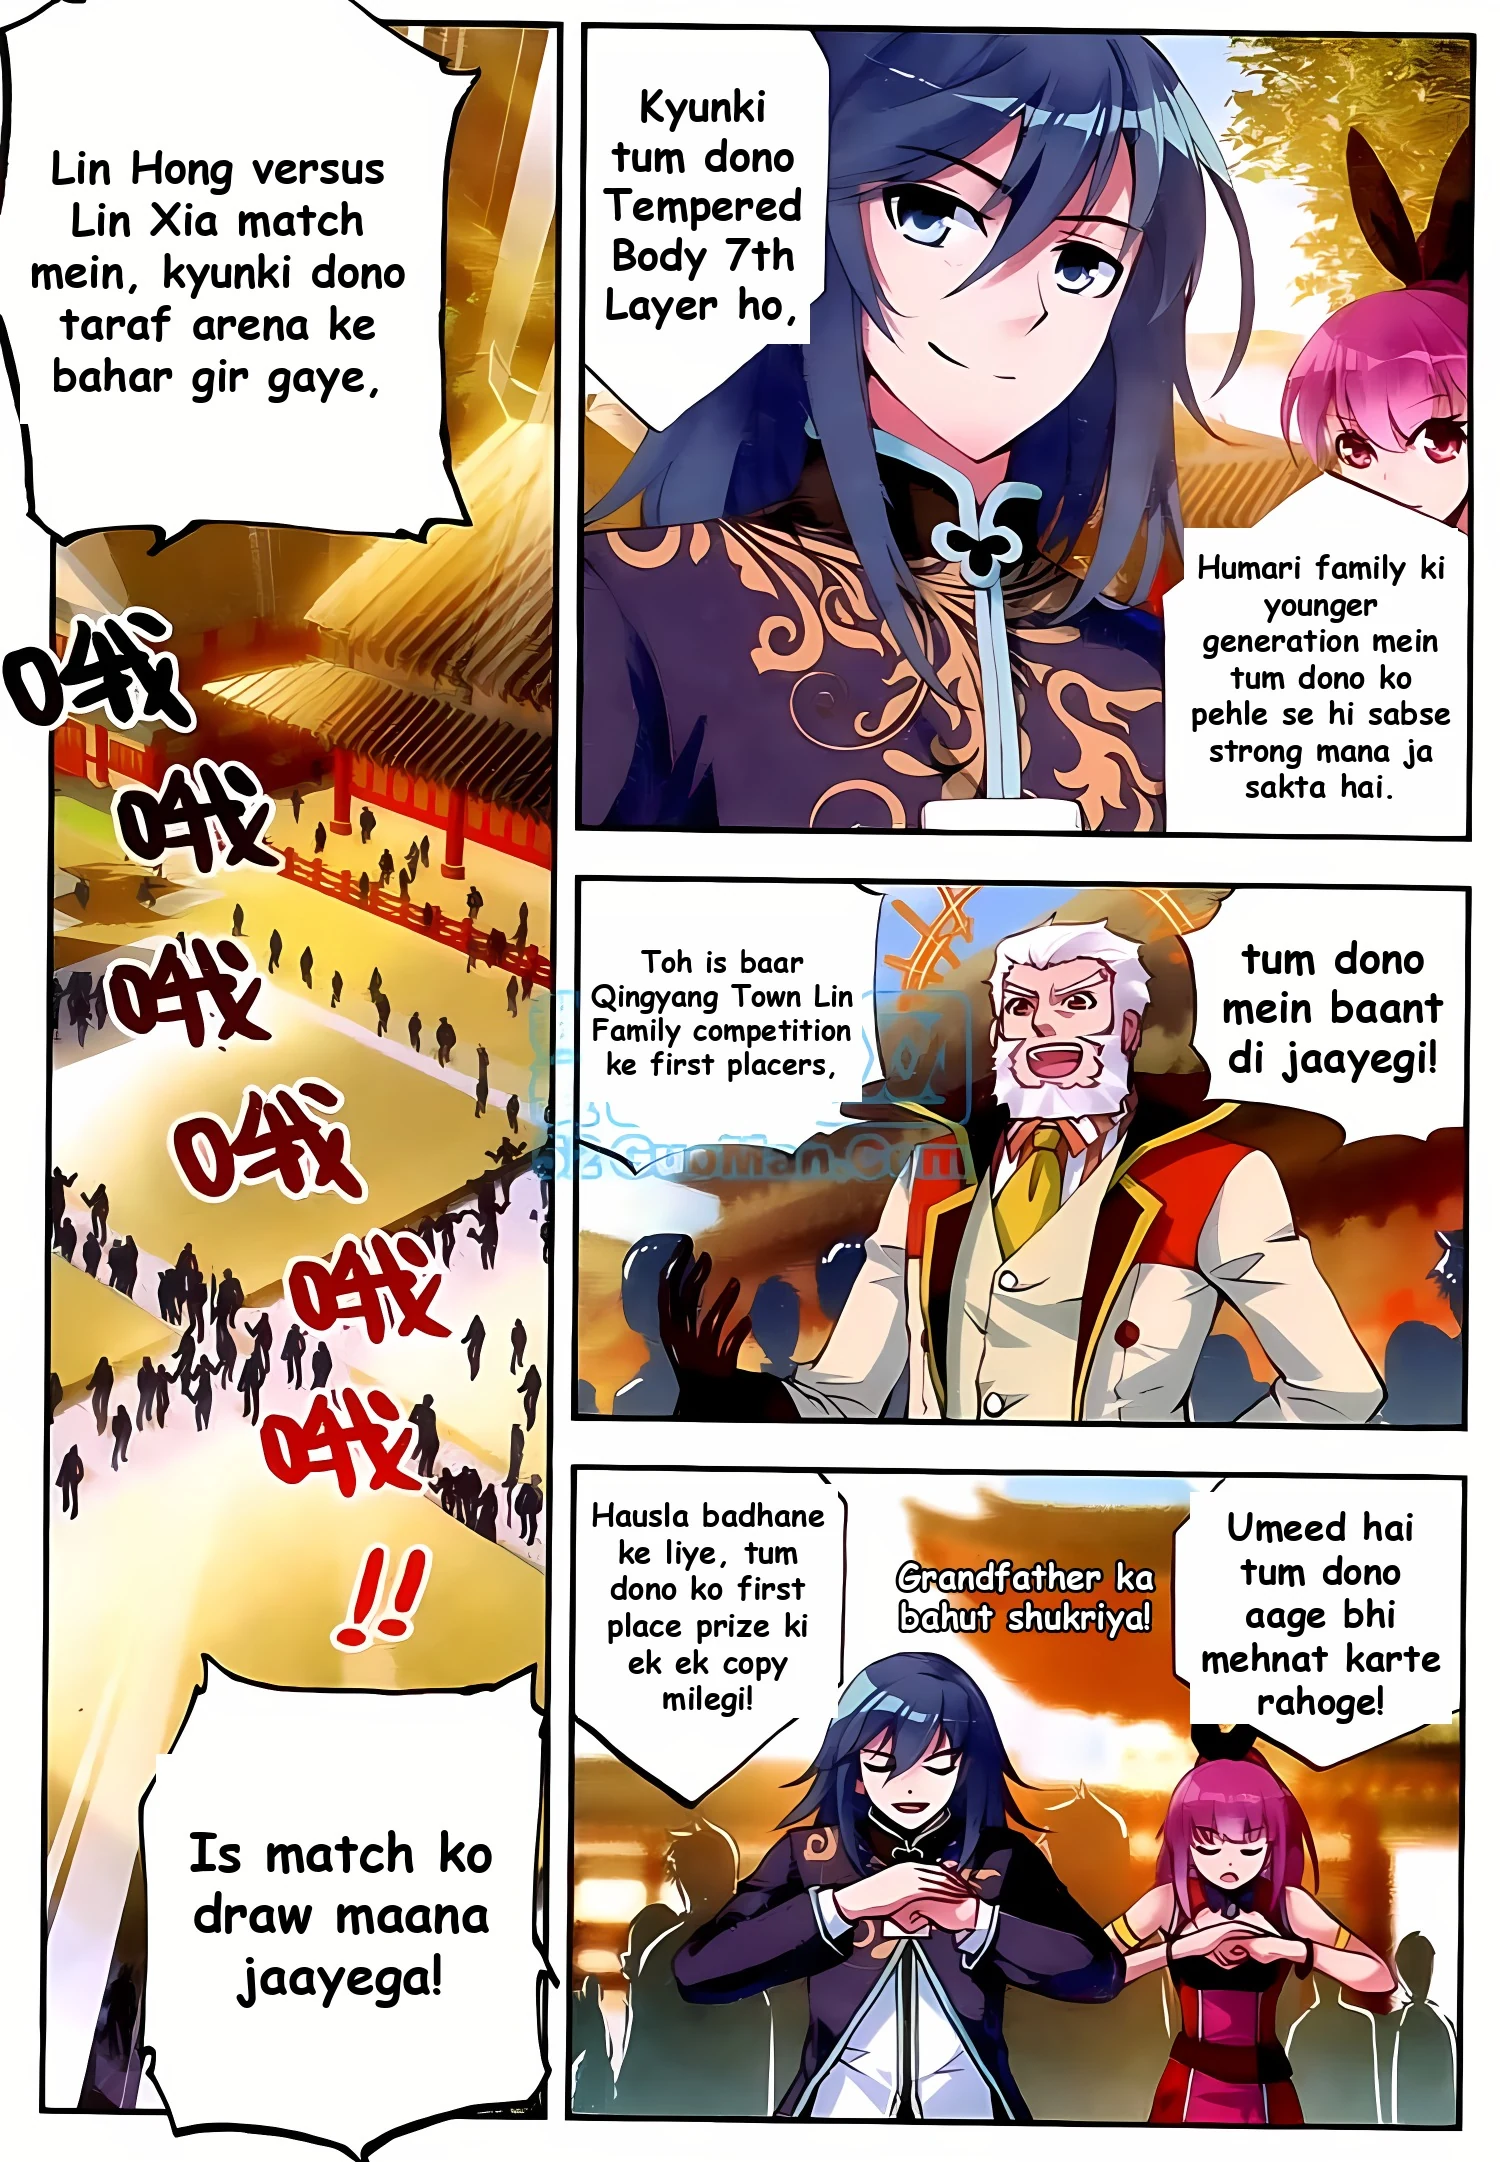 Lin Hong versus
Lin Xia match
mein, kyunki dono
taraf arena ke
bahar gir gaye,
哦
哦
哦
哦
哦
哦
!!
Is match ko
draw maana
jaayega!
Kyunki
tum dono
Tempered
Body 7th
Layer ho,
Humari family ki
younger
generation mein
tum dono ko
pehle se hi sabse
strong mana ja
sakta hai.
Toh is baar
Qingyang Town Lin
Family competition
ke first placers,
tum dono
mein baant
di jaayegi!
GuoMan.Com
Hausla badhane
ke liye, tum
dono ko first
place prize ki
ek ek copy
milegi!
Grandfather ka
bahut shukriya!
Umeed hai
tum dono
aage bhi
mehnat karte
rahoge!